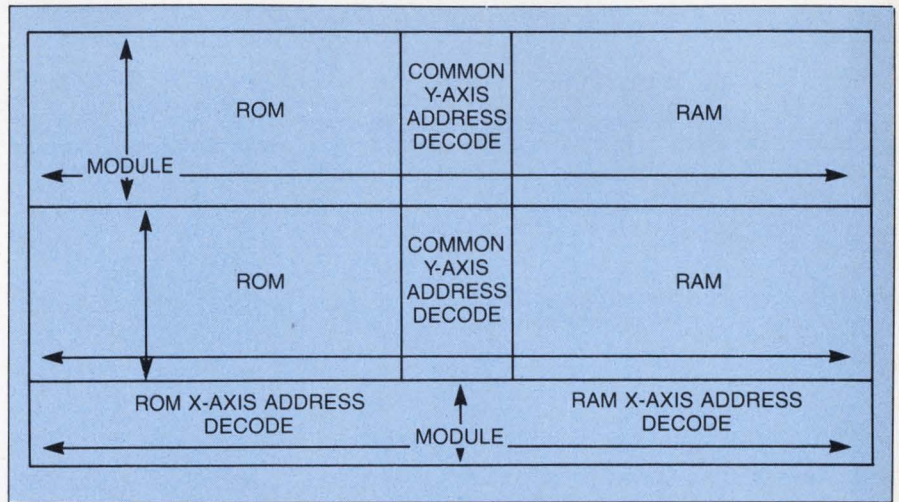 ROM
COMMON
Y-AXIS
ADDRESS
DECODE
RAM
MODULE
ROM
COMMON
Y-AXIS
ADDRESS
DECODE
RAM
ROM X-AXIS ADDRESS
DECODE
MODULE
RAM X-AXIS ADDRESS
DECODE